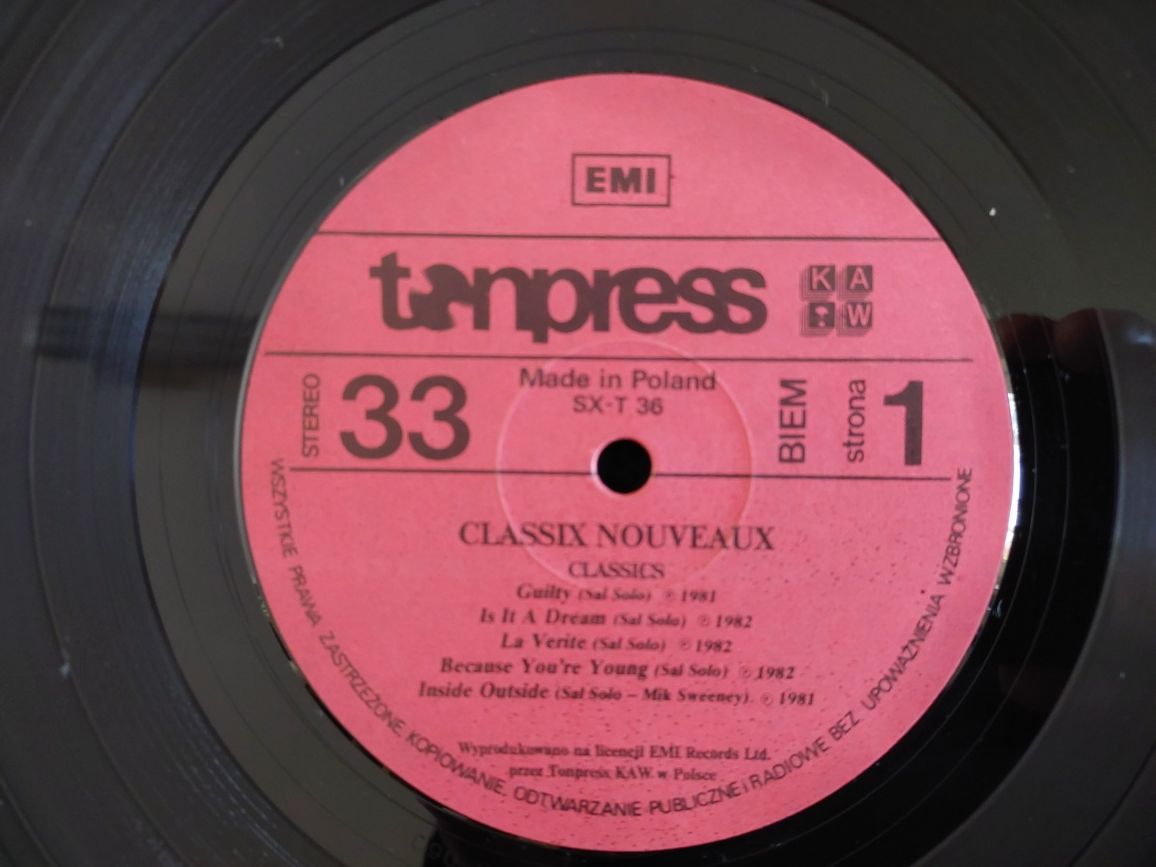 EMI
tonpress KAW
STEREO 33 Made in Poland BIEM strona 1
SX-T 36
CLASSIX NOUVEAUX
CLASSICS
Guilty (Sal Solo) ℗ 1981
Is It A Dream (Sal Solo) ℗ 1982
La Verite (Sal Solo) ℗ 1982
Because You're Young (Sal Solo) ℗ 1982
Inside Outside (Sal Solo – Mik Sweeney). ℗ 1981
Wyprodukowano na licencji EMI Records Ltd.
przez Tonpress KAW w Polsce
WSZYSTKIE PRAWA ZASTRZEŻONE. KOPIOWANIE, ODTWARZANIE PUBLICZNE i RADIOWE BEZ UPOWAŻNIENIA WZBRONIONE